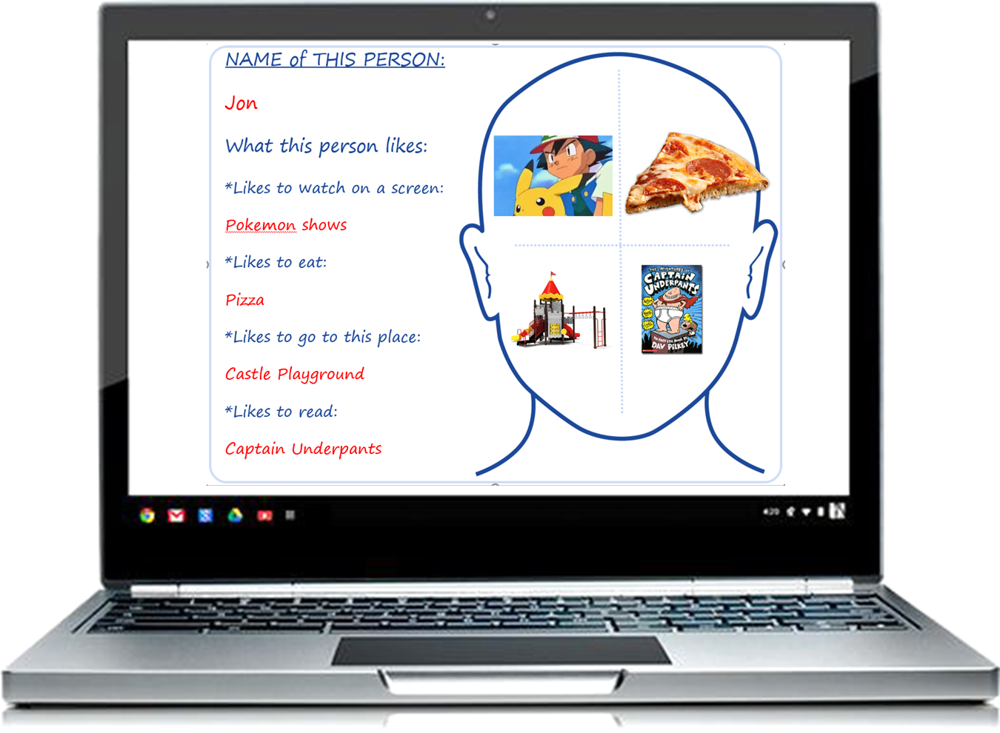 NAME of THIS PERSON:
Jon
What this person likes:
*Likes to watch on a screen:
Pokemon shows
*Likes to eat:
Pizza
*Likes to go to this place:
Castle Playground
*Likes to read:
Captain Underpants
THE ADVENTURES OF
CAPTAIN
UNDERPANTS
DAV PILKEY
4:20